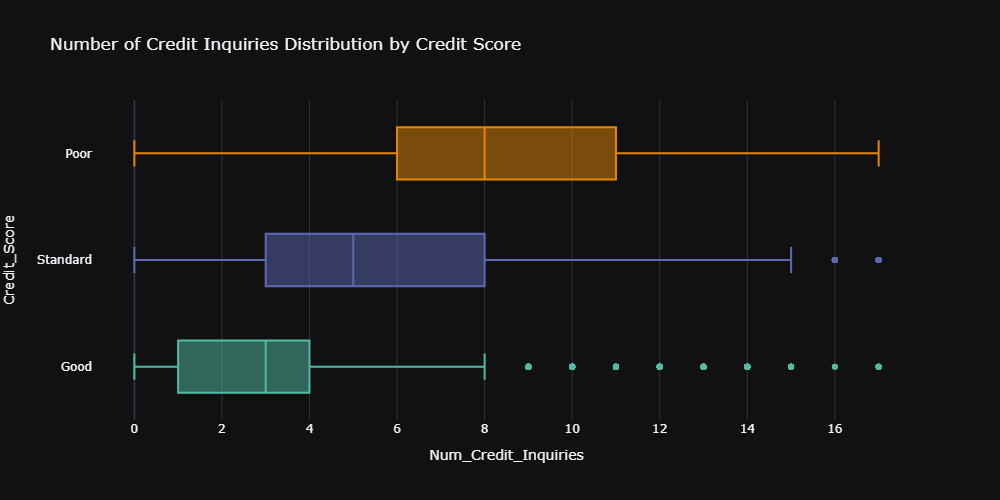 Number of Credit Inquiries Distribution by Credit Score
Poor
Standard
Good
Credit_Score
0 2 4 6 8 10 12 14 16
Num_Credit_Inquiries